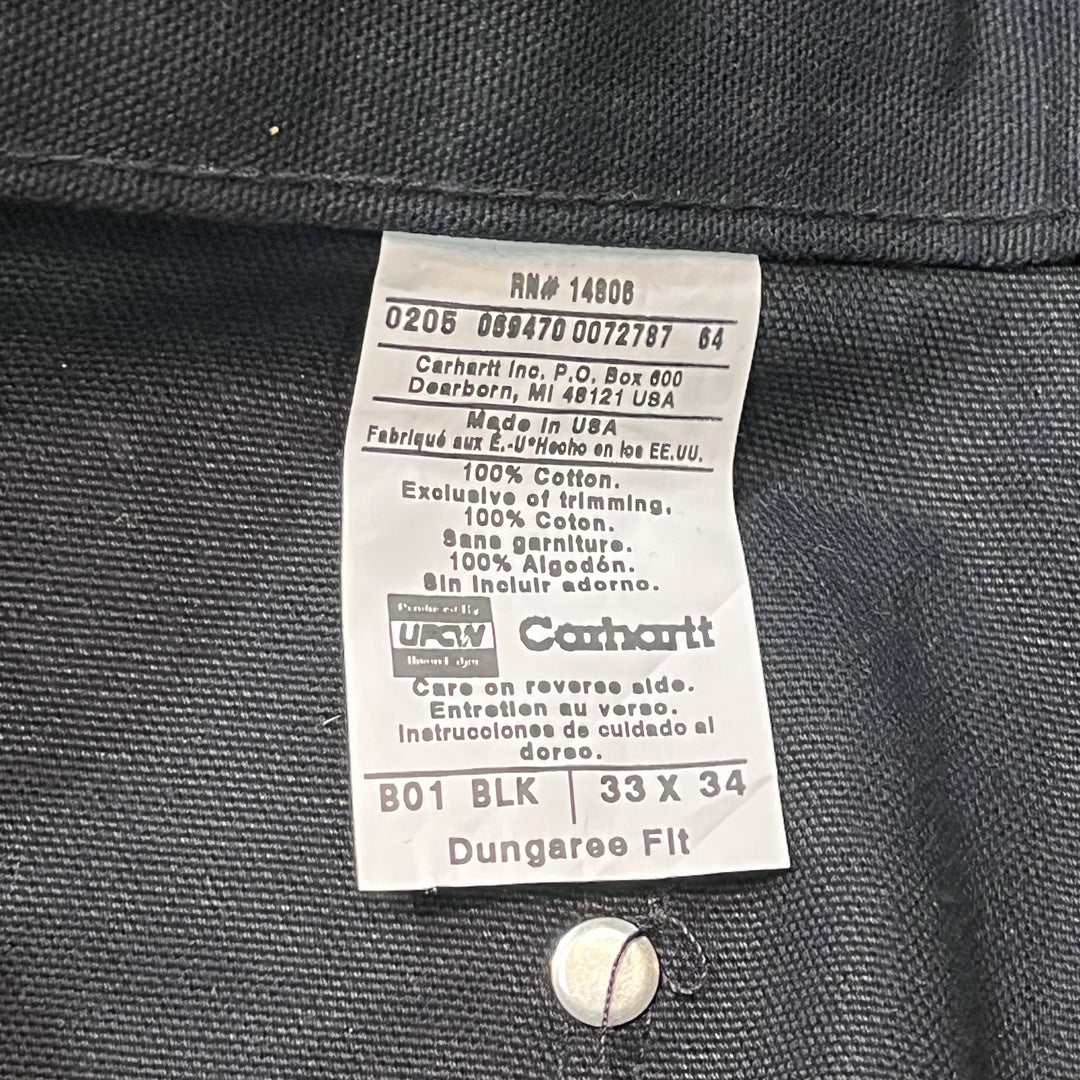 RN# 14806
0205 069470 0072787 64
Carhartt Inc, P.O. Box 600
Dearborn, MI 48121 USA
Made in USA
Fabriqué aux É.-U*Hecho en los EE.UU.
100% Cotton.
Exclusive of trimming.
100% Coton.
Sans garniture.
100% Algodón.
Sin incluir adorno.
UFCW
Carhartt
Care on reverse side.
Entretien au verso.
Instrucciones de cuidado al
dorso.
B01 BLK 33 X 34
Dungaree Fit